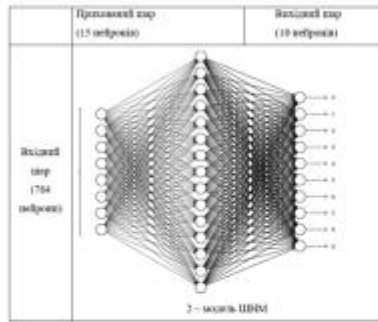 Прихований шар
(15 нейронів)
Вихідний шар
(10 нейронів)
Вхідний
шар
(784
нейрони)
2 – модель ШНМ